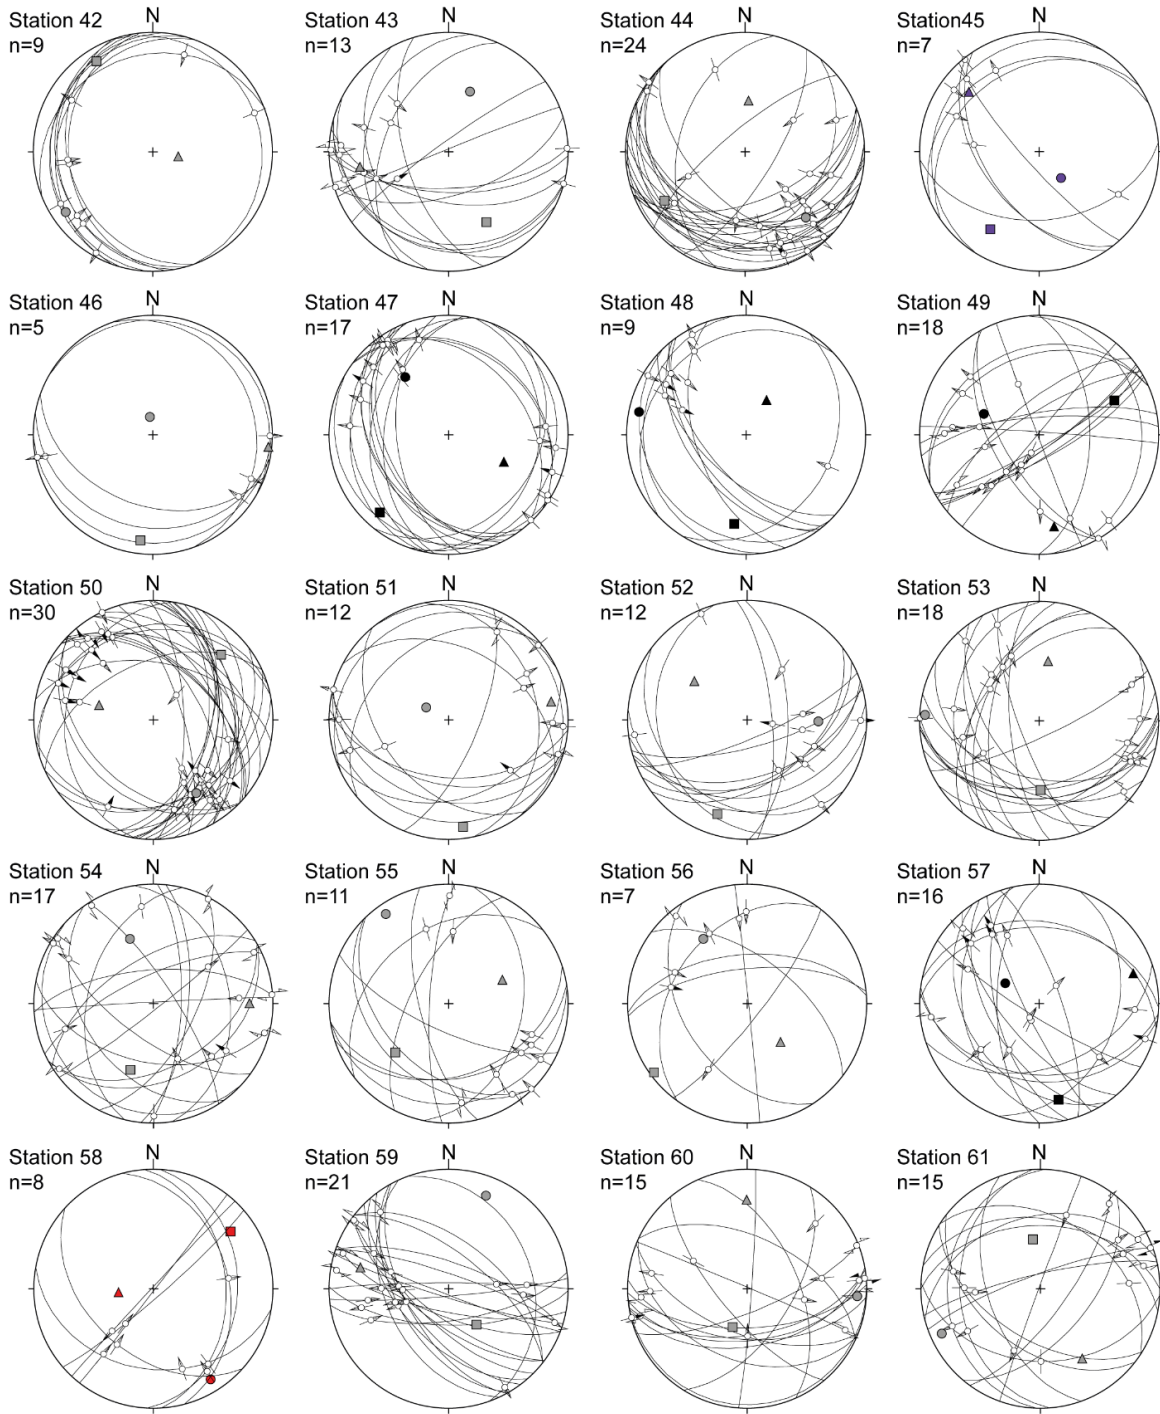 Station 42
n=9
N
Station 43
n=13
N
Station 44
n=24
N
Station45
n=7
N
Station 46
n=5
N
Station 47
n=17
N
Station 48
n=9
N
Station 49
n=18
N
Station 50
n=30
N
Station 51
n=12
N
Station 52
n=12
N
Station 53
n=18
N
Station 54
n=17
N
Station 55
n=11
N
Station 56
n=7
N
Station 57
n=16
N
Station 58
n=8
N
Station 59
n=21
N
Station 60
n=15
N
Station 61
n=15
N